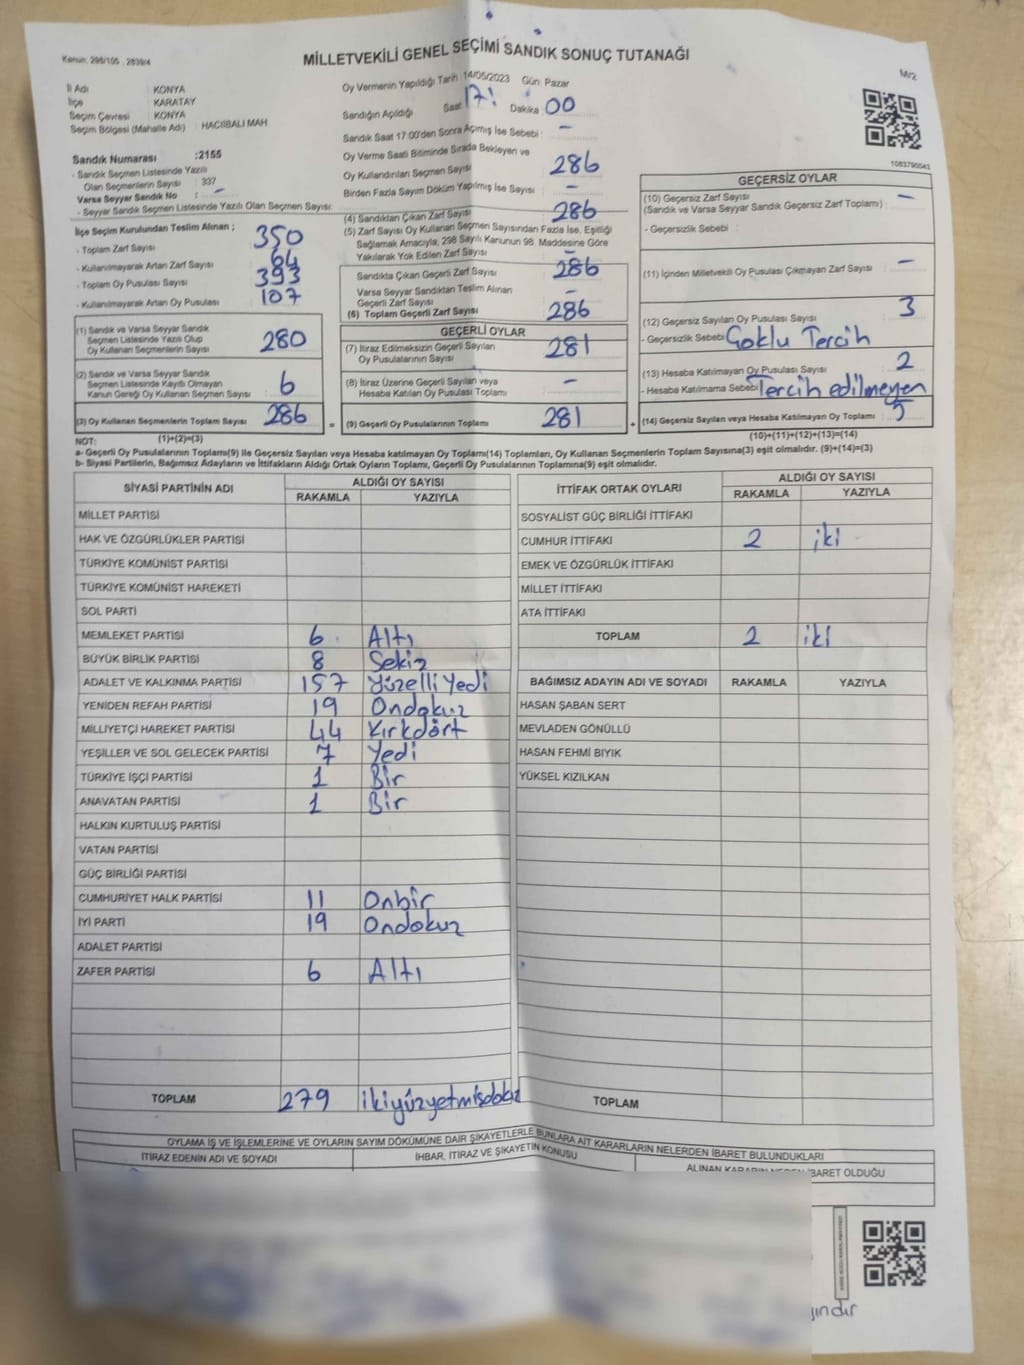 Kanun: 298/105 , 2839/4
MİLLETVEKİLİ GENEL SEÇİMİ SANDIK SONUÇ TUTANAĞI
M/2
İl Adı : KONYA
İlçe : KARATAY
Seçim Çevresi : KONYA
Seçim Bölgesi (Mahalle Adı) : HACIİBALI MAH.
Sandık Numarası :2155
- Sandık Seçmen Listesinde Yazılı
Olan Seçmenlerin Sayısı : 337
Varsa Seyyar Sandık No : -
- Seyyar Sandık Seçmen Listesinde Yazılı Olan Seçmen Sayısı:
Oy Vermenin Yapıldığı Tarih :14/05/2023 Gün: Pazar
Sandığın Açıldığı Saat 17: Dakika 00
Sandık Saat 17.00'den Sonra Açılmış İse Sebebi : -
Oy Verme Saati Bitiminde Sırada Bekleyen ve
Oy Kullandırılan Seçmen Sayısı 286
Birden Fazla Sayım Döküm Yapılmış İse Sayısı : -
1083790043
İlçe Seçim Kurulundan Teslim Alınan ;
- Toplam Zarf Sayısı : 350
- Kullanılmayarak Artan Zarf Sayısı : 64
- Toplam Oy Pusulası Sayısı : 393
- Kullanılmayarak Artan Oy Pusulası : 107
(4) Sandıktan Çıkan Zarf Sayısı : 286
(5) Zarf Sayısı Oy Kullanan Seçmen Sayısından Fazla İse, Eşitliği
Sağlamak Amacıyla, 298 Sayılı Kanunun 98. Maddesine Göre
Yakılarak Yok Edilen Zarf Sayısı : -
Sandıkta Çıkan Geçerli Zarf Sayısı : 286
Varsa Seyyar Sandıktan Teslim Alınan
Geçerli Zarf Sayısı : -
(6) Toplam Geçerli Zarf Sayısı : 286
GEÇERSİZ OYLAR
(10) Geçersiz Zarf Sayısı
(Sandık ve Varsa Seyyar Sandık Geçersiz Zarf Toplamı) : -
- Geçersizlik Sebebi :
(11) İçinden Milletvekili Oy Pusulası Çıkmayan Zarf Sayısı : -
(12) Geçersiz Sayılan Oy Pusulası Sayısı : 3
- Geçersizlik Sebebi : Çoklu Tercih
(13) Hesaba Katılmayan Oy Pusulası Sayısı : 2
- Hesaba Katılmama Sebebi : Tercih edilmeyen
(14) Geçersiz Sayılan veya Hesaba Katılmayan Oy Toplamı : 5
(1) Sandık ve Varsa Seyyar Sandık
Seçmen Listesinde Yazılı Olup
Oy Kullanan Seçmenlerin Sayısı : 280
(2) Sandık ve Varsa Seyyar Sandık
Seçmen Listesinde Kayıtlı Olmayan
Kanun Gereği Oy Kullanan Seçmen Sayısı : 6
(3) Oy Kullanan Seçmenlerin Toplam Sayısı : 286
GEÇERLİ OYLAR
(7) İtiraz Edilmeksizin Geçerli Sayılan
Oy Pusulalarının Sayısı : 281
(8) İtiraz Üzerine Geçerli Sayılan veya
Hesaba Katılan Oy Pusulası Toplamı : -
= (9) Geçerli Oy Pusulalarının Toplamı : 281 +
NOT: (1)+(2)=(3)
(10)+(11)+(12)+(13)=(14)
a- Geçerli Oy Pusulaları Toplamı(9) ile Geçersiz Sayılan veya Hesaba Katılmayan Oy Toplamı(14) Toplamları, Oy Kullanan Seçmenlerin Toplam Sayısına(3) eşit olmalıdır. (9)+(14)=(3)
b- Siyasi Partilerin, Bağımsız Adayların ve İttifakların Aldığı Ortak Oyların Toplamı, Geçerli Oy Pusulalarının Toplamına(9) eşit olmalıdır.
SİYASİ PARTİNİN ADI
ALDIĞI OY SAYISI
RAKAMLA YAZIYLA
MİLLET PARTİSİ
HAK VE ÖZGÜRLÜKLER PARTİSİ
TÜRKİYE KOMÜNİST PARTİSİ
TÜRKİYE KOMÜNİST HAREKETİ
SOL PARTİ
MEMLEKET PARTİSİ 6 Altı
BÜYÜK BİRLİK PARTİSİ 8 Sekiz
ADALET VE KALKINMA PARTİSİ 157 Yüzelli Yedi
YENİDEN REFAH PARTİSİ 19 Ondokuz
MİLLİYETÇİ HAREKET PARTİSİ 44 Kırkdört
YEŞİLLER VE SOL GELECEK PARTİSİ 7 Yedi
TÜRKİYE İŞÇİ PARTİSİ 1 Bir
ANAVATAN PARTİSİ 1 Bir
HALKIN KURTULUŞ PARTİSİ
VATAN PARTİSİ
GÜÇ BİRLİĞİ PARTİSİ
CUMHURİYET HALK PARTİSİ 11 Onbir
İYİ PARTİ 19 Ondokuz
ADALET PARTİSİ
ZAFER PARTİSİ 6 Altı
TOPLAM 279 ikiyüzyetmişdokuz
İTTİFAK ORTAK OYLARI
ALDIĞI OY SAYISI
RAKAMLA YAZIYLA
SOSYALİST GÜÇ BİRLİĞİ İTTİFAKI
CUMHUR İTTİFAKI 2 iki
EMEK VE ÖZGÜRLÜK İTTİFAKI
MİLLET İTTİFAKI
ATA İTTİFAKI
TOPLAM 2 iki
BAĞIMSIZ ADAYIN ADI VE SOYADI RAKAMLA YAZIYLA
HASAN ŞABAN SERT
MEVLADEN GÖNÜLLÜ
HASAN FEHMİ BIYIK
YÜKSEL KIZILKAN
TOPLAM
OYLAMA İŞ VE İŞLEMLERİNE VE OYLARIN SAYIM DÖKÜMÜNE DAİR ŞİKAYETLERLE BUNLARA AİT KARARLARIN NELERDEN İBARET BULUNDUKLARI
İTİRAZ EDENİN ADI VE SOYADI
İHBAR, İTİRAZ VE ŞİKAYETİN KONUSU
ALINAN KARARIN NEDEN İBARET OLDUĞU